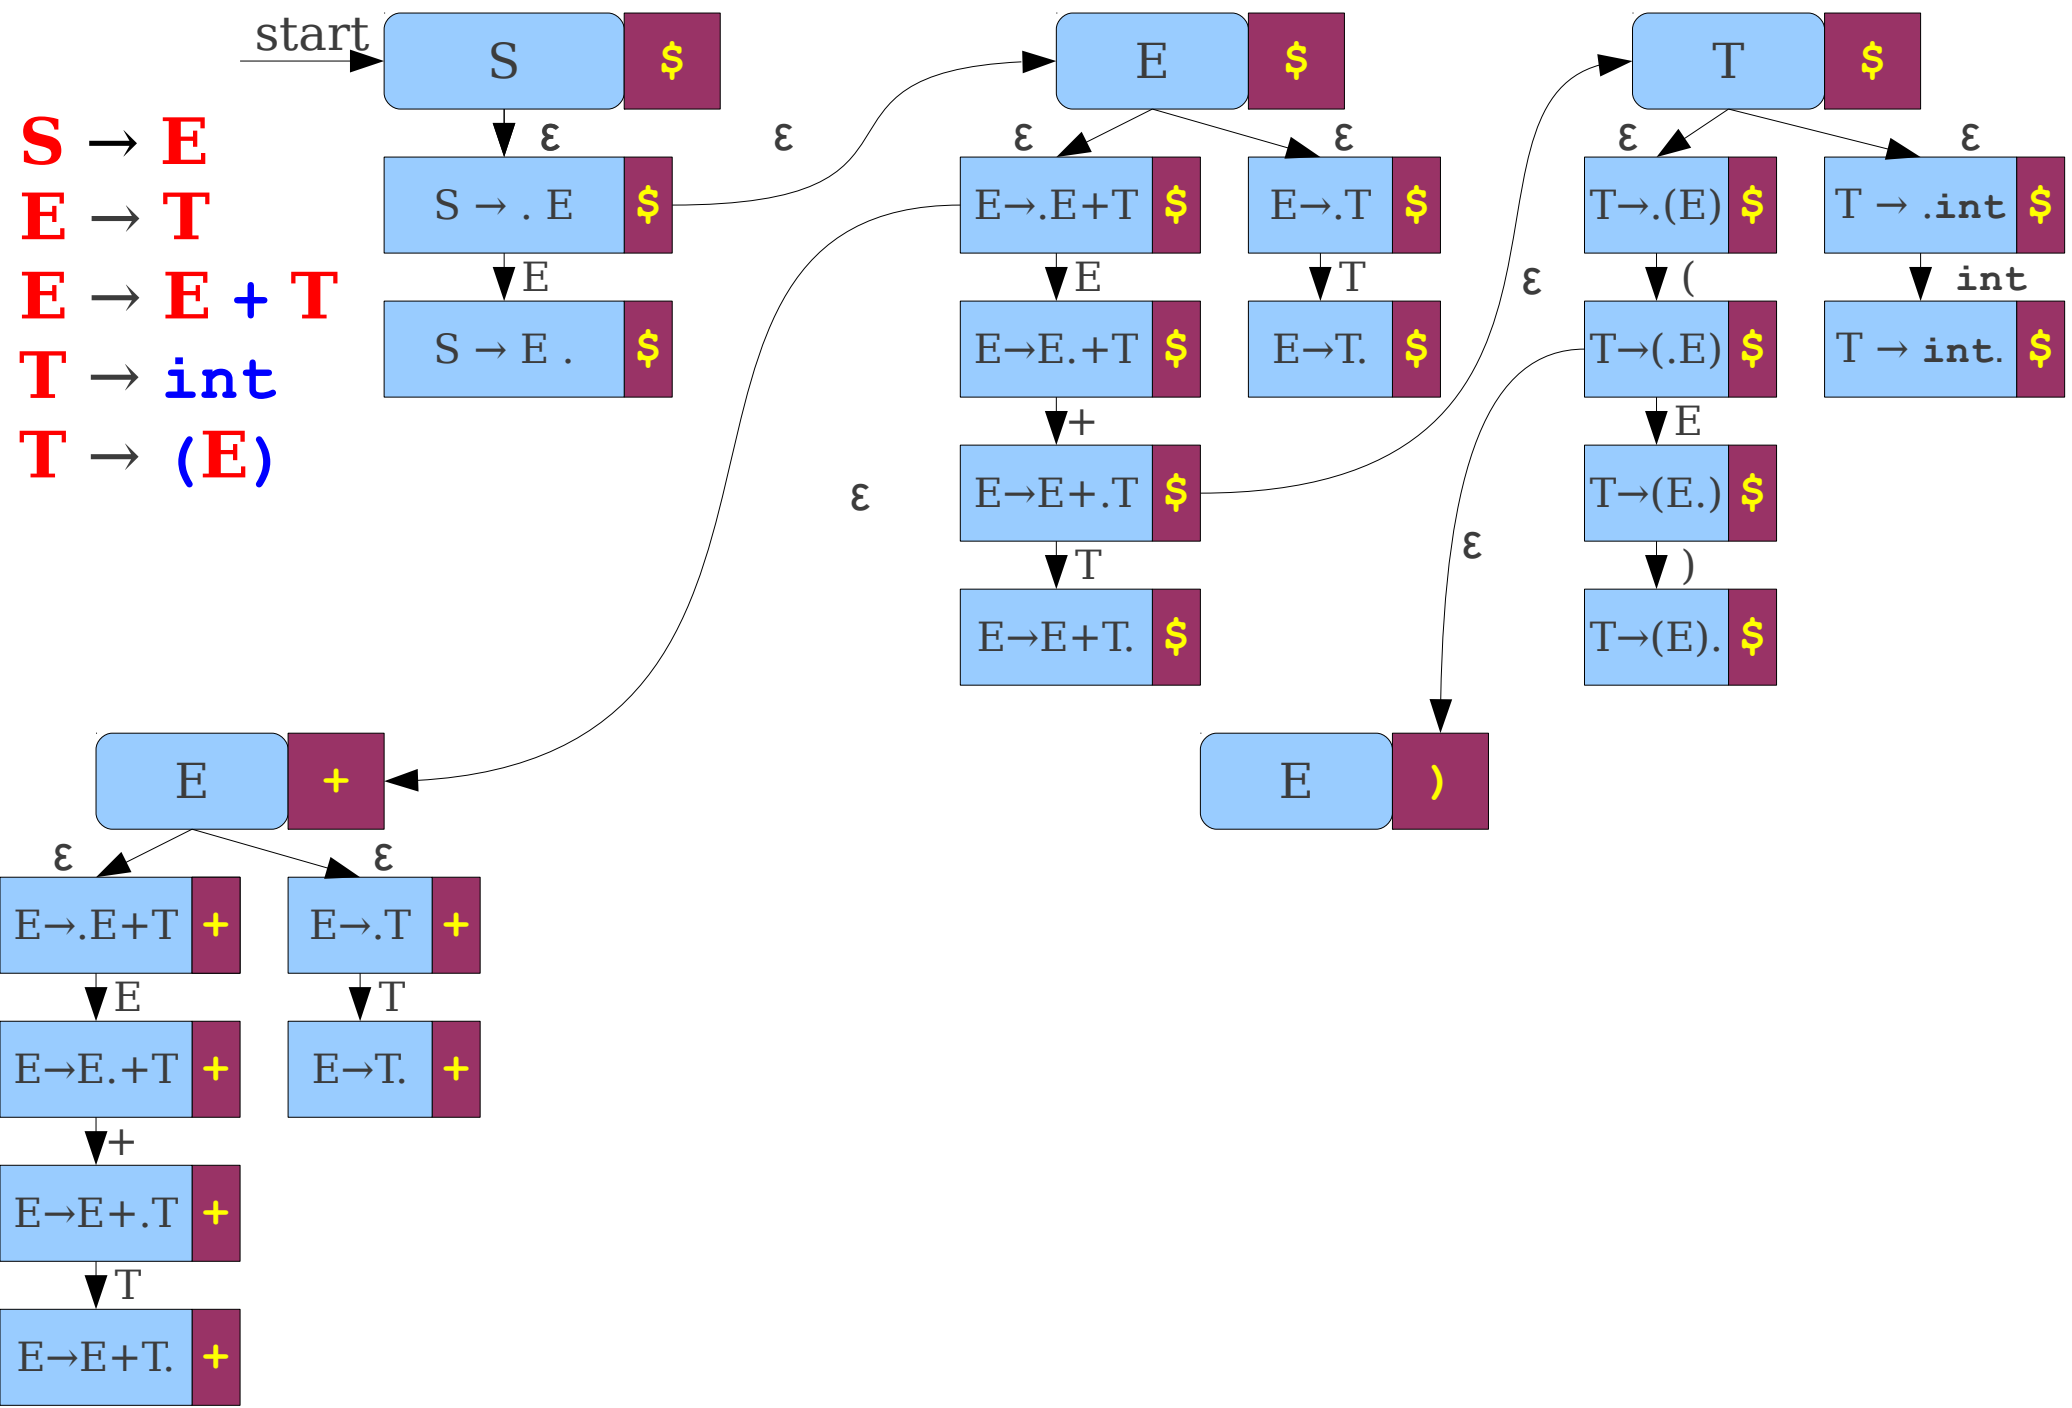 start
S $
E $
T $
S → E
E → T
E → E + T
T → int
T → (E)
ε
ε
ε
ε
ε
ε
S → . E $
E→.E+T $
E→.T $
T→.(E) $
T → .int $
E
E
T
ε
(
int
S → E . $
E→E.+T $
E→T. $
T→(.E) $
T → int. $
+
E
ε
E→E+.T $
T→(E.) $
T
ε
)
E→E+T. $
T→(E). $
E +
E )
ε
ε
E→.E+T +
E→.T +
E
T
E→E.+T +
E→T. +
+
E→E+.T +
T
E→E+T. +